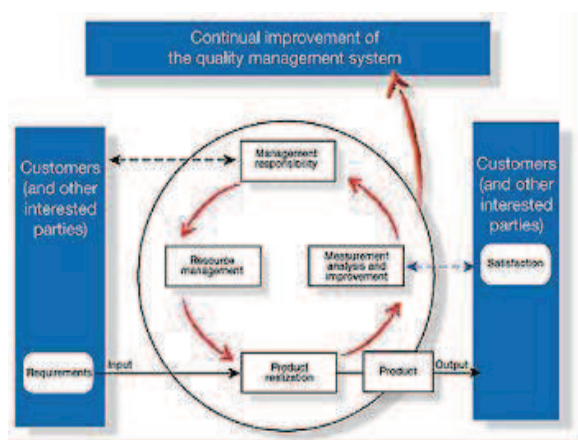 Continual improvement of
the quality management system
Customers
(and other
interested
parties)
Management
responsibility
Customers
(and other
interested
parties)
Resource
management
Measurement
analysis and
improvement
Satisfaction
Requirements
Input
Product
realization
Product
Output